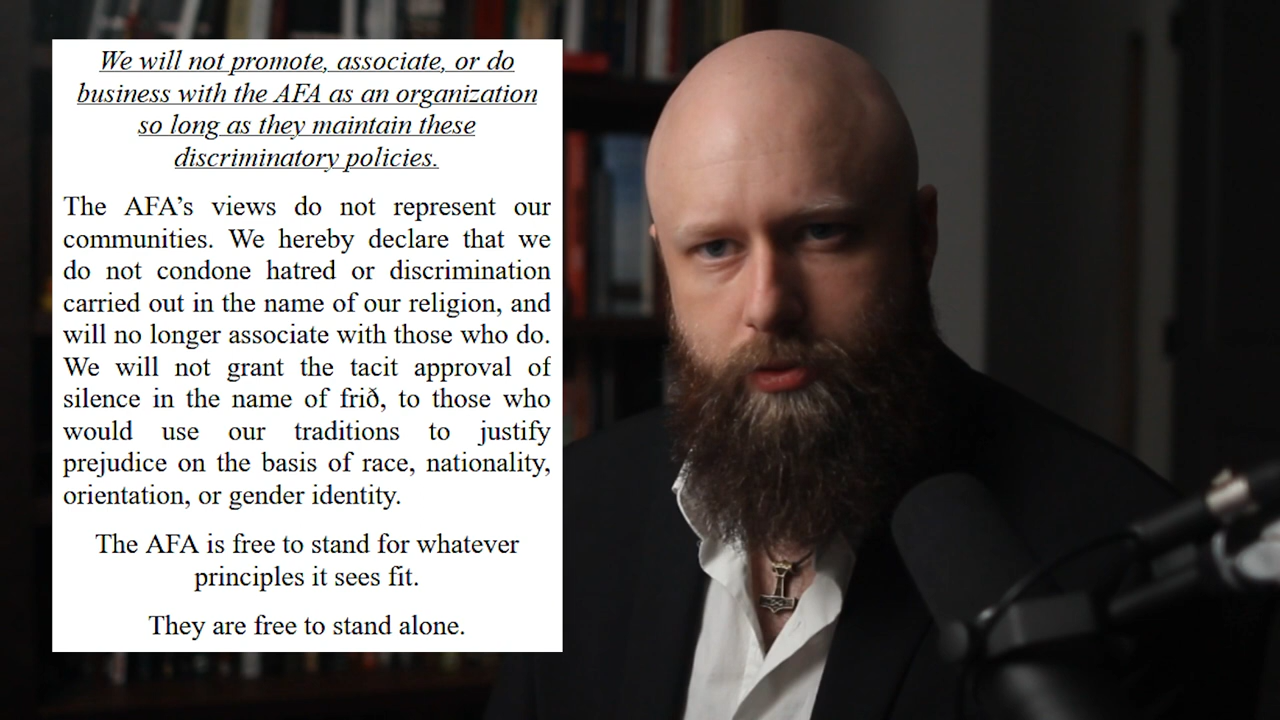 We will not promote, associate, or do
business with the AFA as an organization
so long as they maintain these
discriminatory policies.
The AFA’s views do not represent our
communities. We hereby declare that we
do not condone hatred or discrimination
carried out in the name of our religion, and
will no longer associate with those who do.
We will not grant the tacit approval of
silence in the name of frið, to those who
would use our traditions to justify
prejudice on the basis of race, nationality,
orientation, or gender identity.
The AFA is free to stand for whatever
principles it sees fit.
They are free to stand alone.